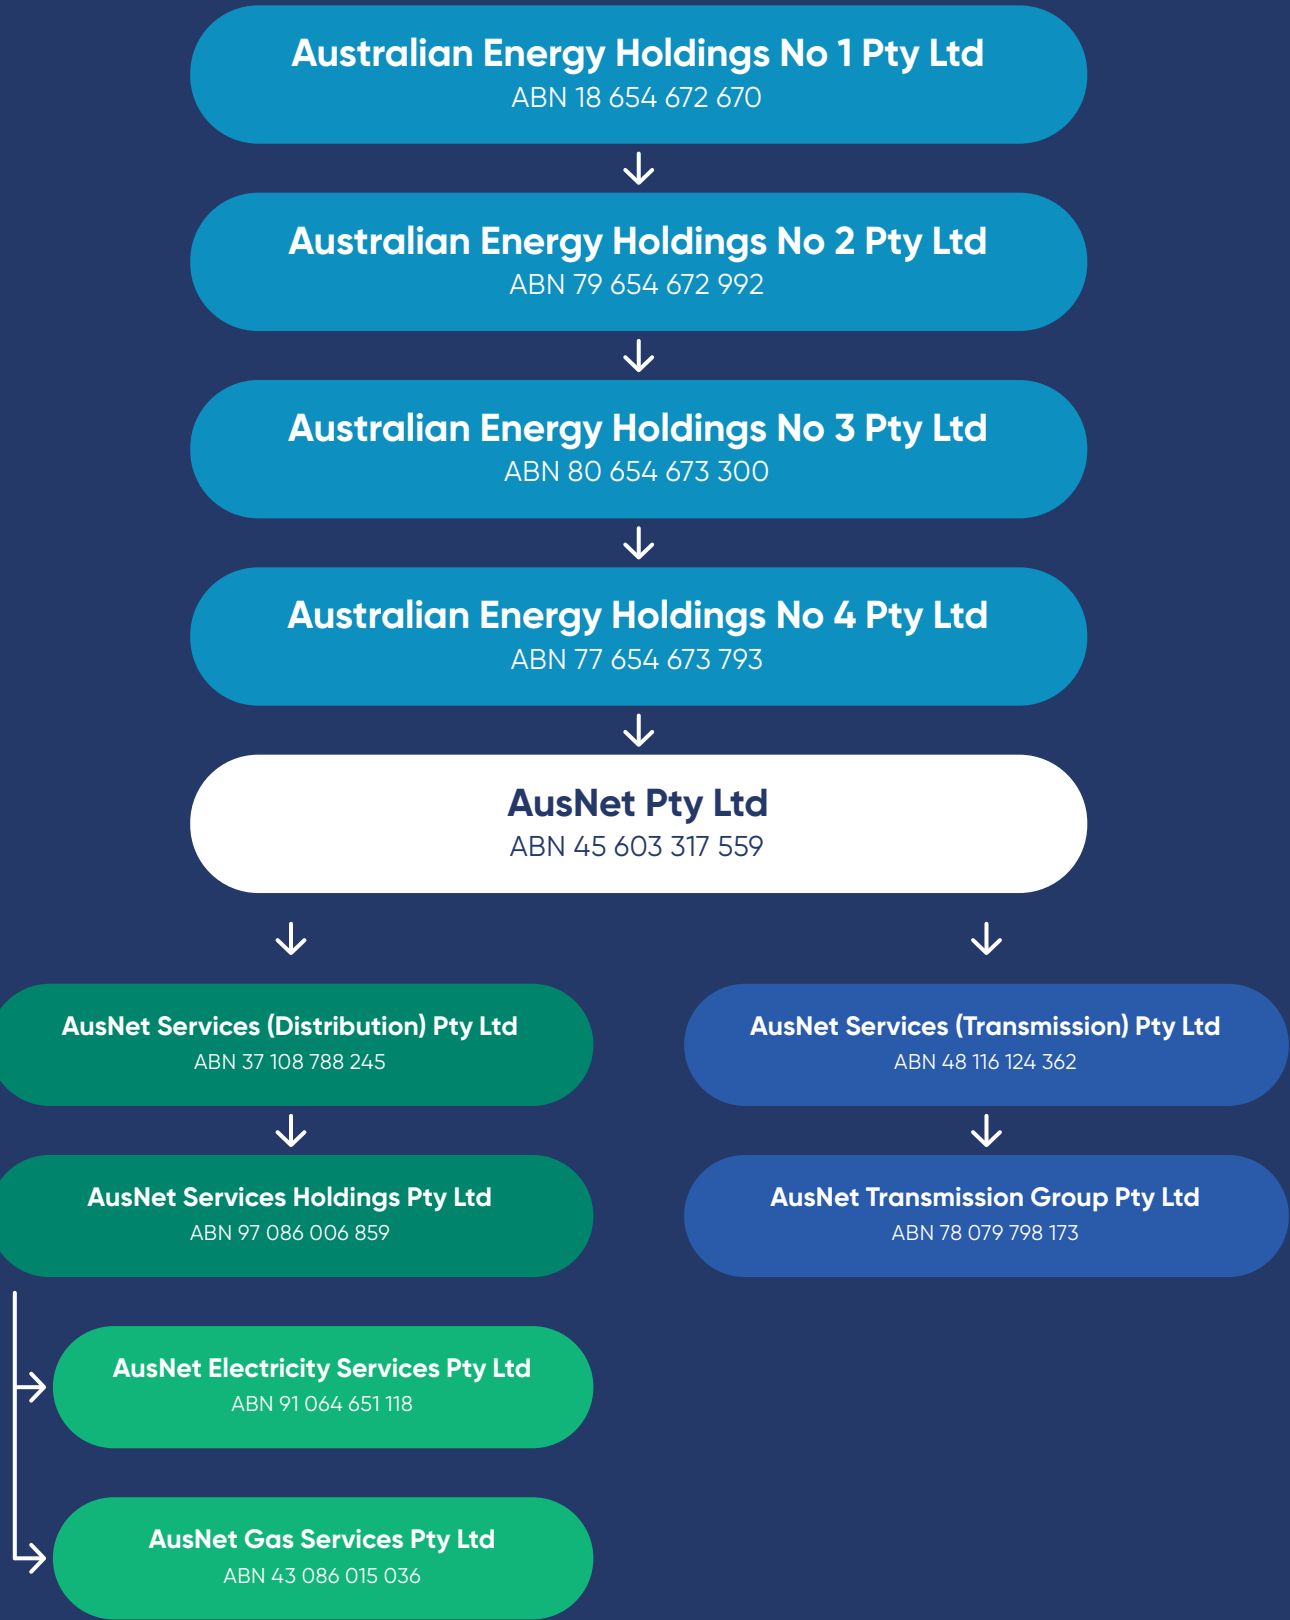 Australian Energy Holdings No 1 Pty Ltd
ABN 18 654 672 670
Australian Energy Holdings No 2 Pty Ltd
ABN 79 654 672 992
Australian Energy Holdings No 3 Pty Ltd
ABN 80 654 673 300
Australian Energy Holdings No 4 Pty Ltd
ABN 77 654 673 793
AusNet Pty Ltd
ABN 45 603 317 559
AusNet Services (Distribution) Pty Ltd
ABN 37 108 788 245
AusNet Services Holdings Pty Ltd
ABN 97 086 006 859
AusNet Electricity Services Pty Ltd
ABN 91 064 651 118
AusNet Gas Services Pty Ltd
ABN 43 086 015 036
AusNet Services (Transmission) Pty Ltd
ABN 48 116 124 362
AusNet Transmission Group Pty Ltd
ABN 78 079 798 173